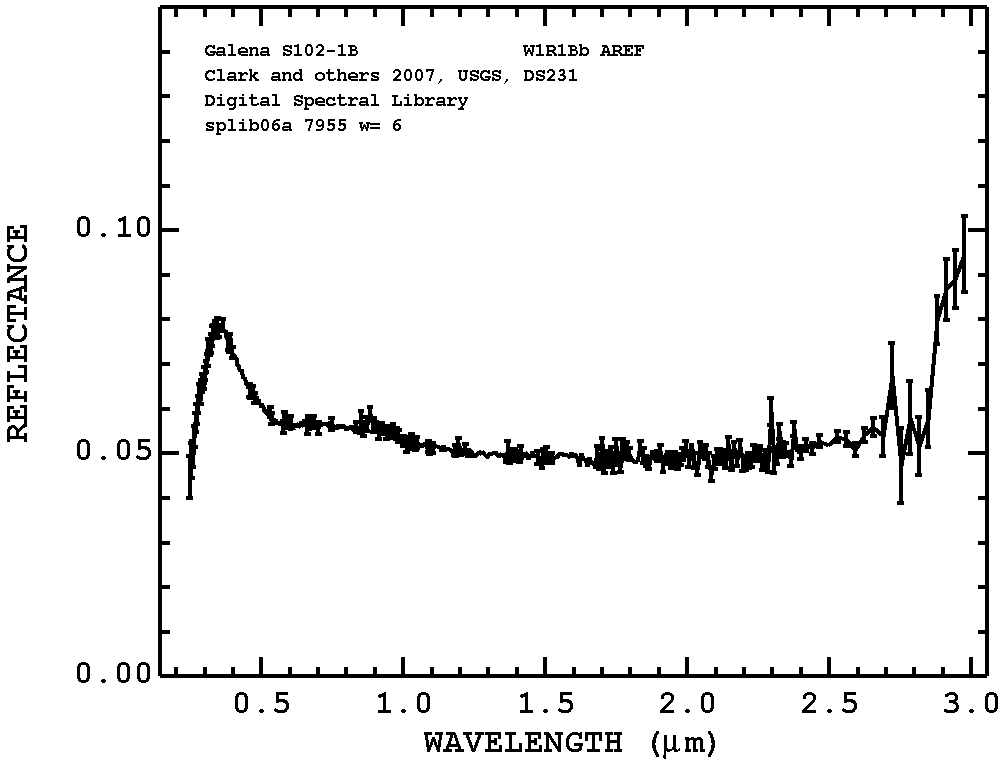 Galena S102-1B W1R1Bb AREF
Clark and others 2007, USGS, DS231
Digital Spectral Library
splib06a 7955 w= 6
REFLECTANCE
0.10
0.05
0.00
0.5 1.0 1.5 2.0 2.5 3.0
WAVELENGTH (μm)